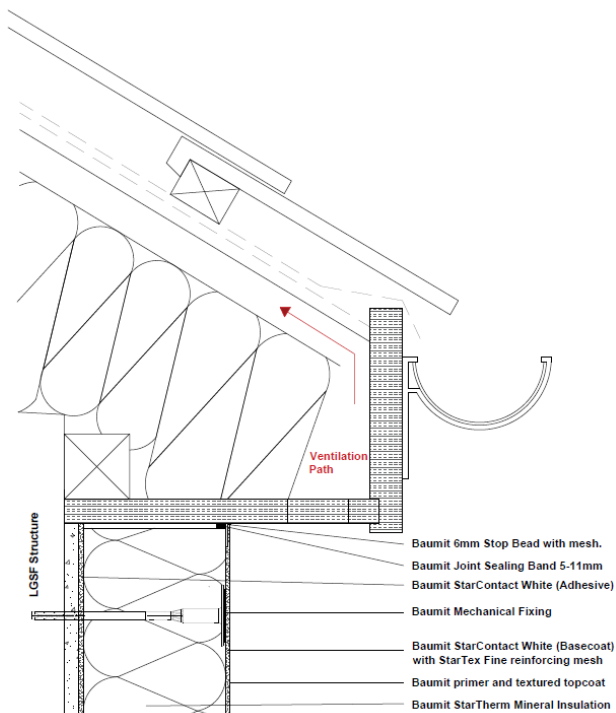 Ventilation
Path
LGSF Structure
Baumit 6mm Stop Bead with mesh.
Baumit Joint Sealing Band 5-11mm
Baumit StarContact White (Adhesive)
Baumit Mechanical Fixing
Baumit StarContact White (Basecoat)
with StarTex Fine reinforcing mesh
Baumit primer and textured topcoat
Baumit StarTherm Mineral Insulation